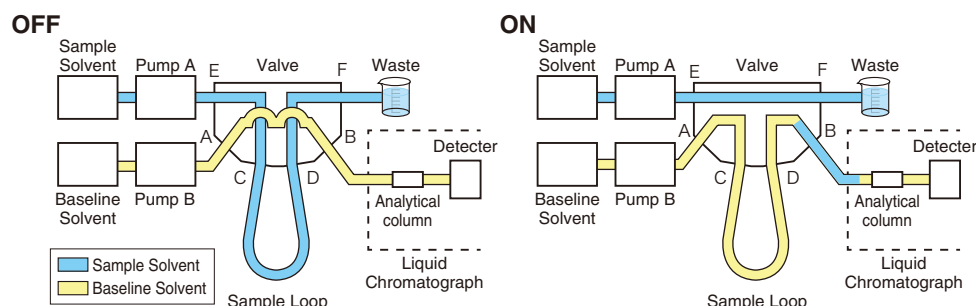 OFF
Sample
Solvent
Pump A
E
Valve
F
Waste
A
B
Detecter
C
D
Baseline
Solvent
Pump B
Analytical
column
Sample Solvent
Baseline Solvent
Liquid
Chromatograph
Sample Loop
ON
Sample
Solvent
Pump A
E
Valve
F
Waste
A
B
Detecter
C
D
Baseline
Solvent
Pump B
Analytical
column
Liquid
Chromatograph
Sample Loop